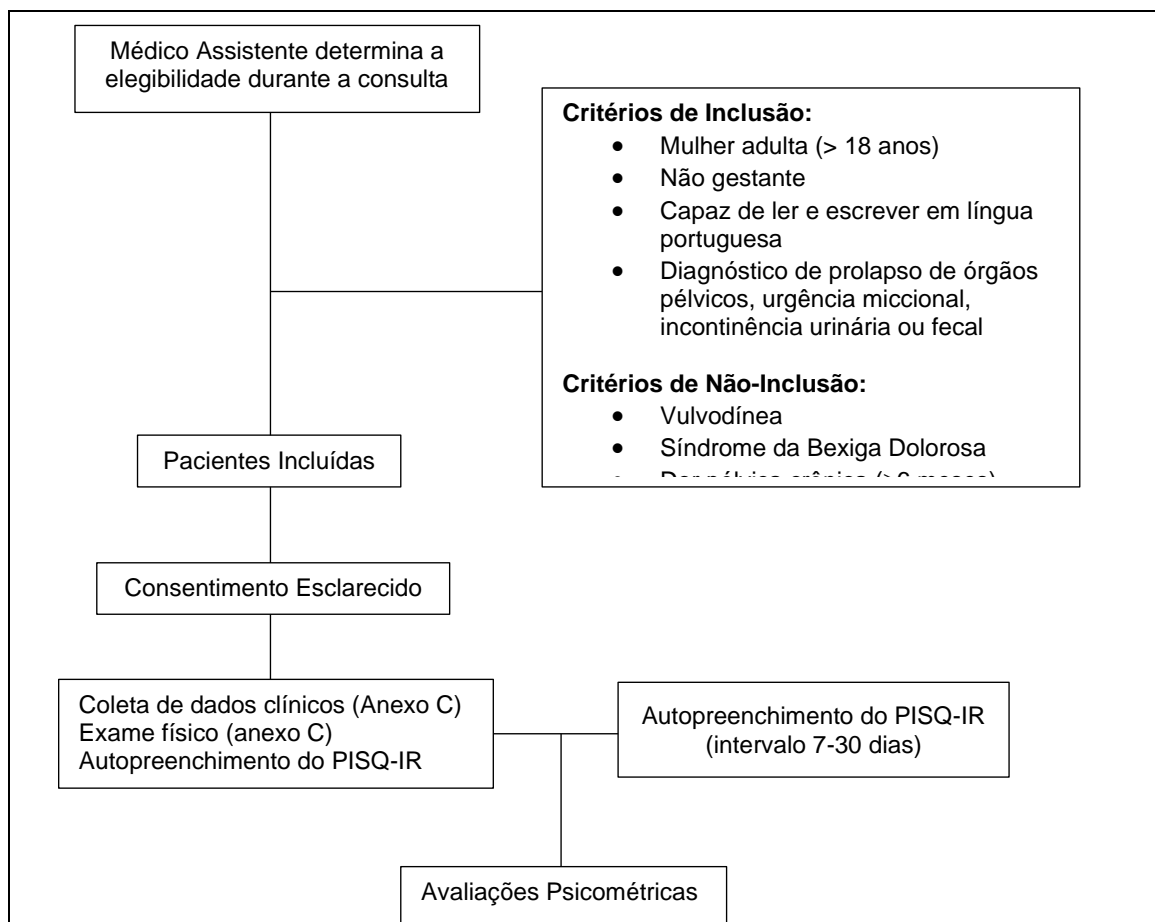 Médico Assistente determina a
elegibilidade durante a consulta
Critérios de Inclusão:
• Mulher adulta (> 18 anos)
• Não gestante
• Capaz de ler e escrever em língua
portuguesa
• Diagnóstico de prolapso de órgãos
pélvicos, urgência miccional,
incontinência urinária ou fecal
Critérios de Não-Inclusão:
• Vulvodínea
• Síndrome da Bexiga Dolorosa
Pacientes Incluídas
Consentimento Esclarecido
Coleta de dados clínicos (Anexo C)
Exame físico (anexo C)
Autopreenchimento do PISQ-IR
Autopreenchimento do PISQ-IR
(intervalo 7-30 dias)
Avaliações Psicométricas